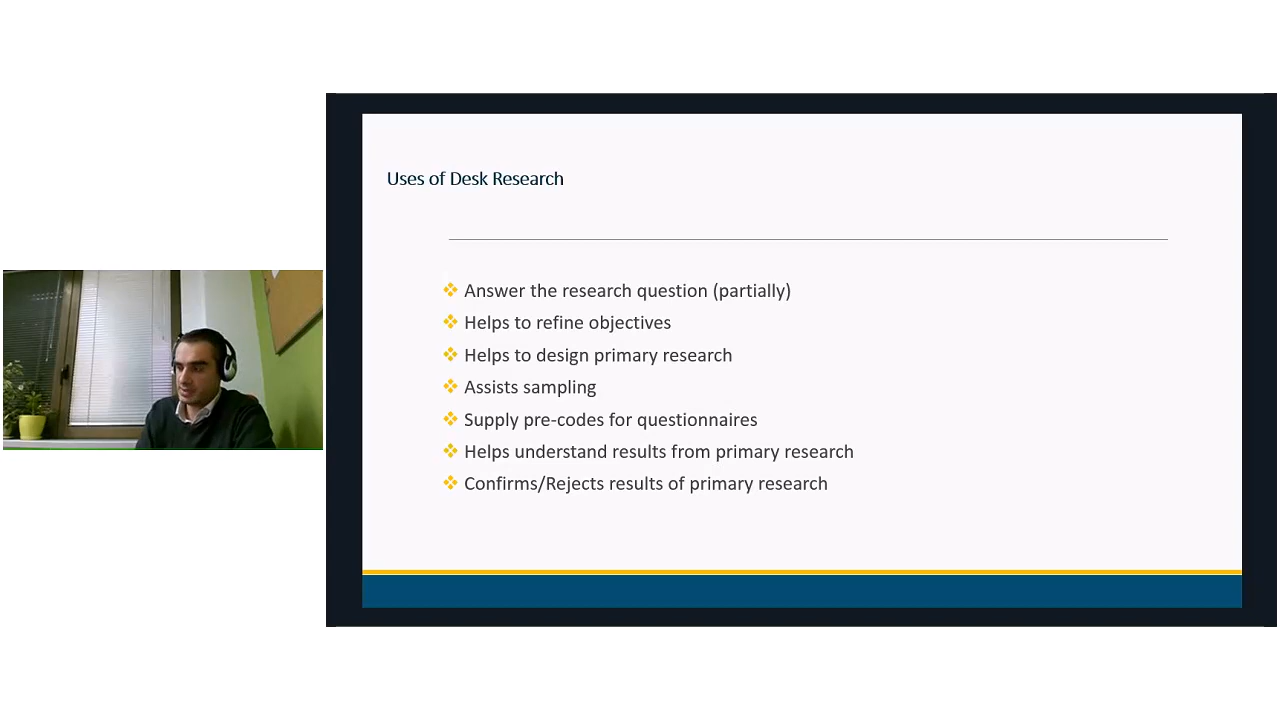 Uses of Desk Research
Answer the research question (partially)
Helps to refine objectives
Helps to design primary research
Assists sampling
Supply pre-codes for questionnaires
Helps understand results from primary research
Confirms/Rejects results of primary research